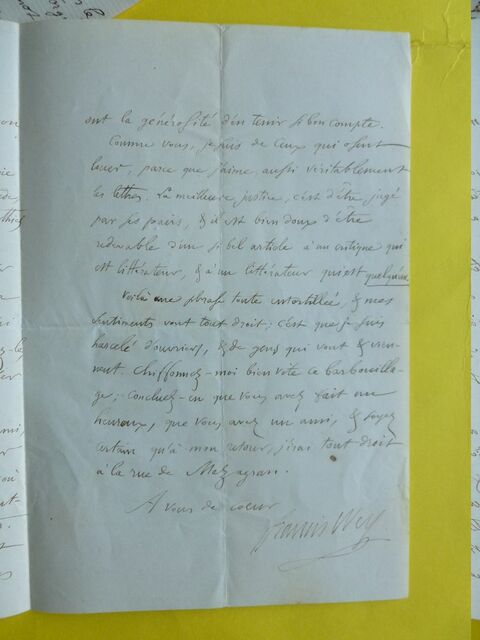 ont la générosité d'en tenir si bon compte.
Comme vous, je suis de ceux qui osent
louer, parce que j'aime aussi véritablement
les lettres. La meilleure justice, c'est d'être jugé
par ses pairs, & il est bien doux d'être
redevable d'un si bel article à un critique qui
est littérateur, & à un littérateur qui est quelqu'un.
Voilà une phrase toute entortillée, & mes
sentiments vont tout droit; c'est que je suis
harcelé d'ouvriers, & de gens qui vont & vien-
nent. Chiffonnez-moi bien vite ce barbouilla-
ge; concluez-en que vous avez fait un
heureux, que vous avez un ami, & soyez
certain qu'à mon retour, j'irai tout droit
à la rue de Mazagran.
A vous de coeur
Francis Wey